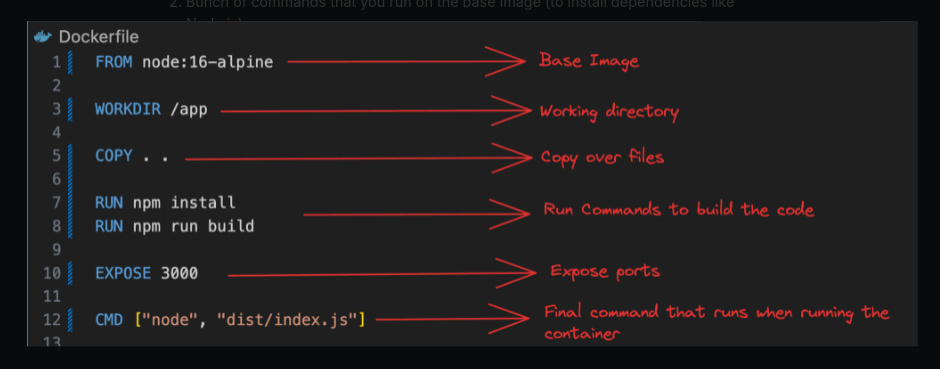 2. Bunch of commands that you run on the base image (to install dependencies like
Node.js)
Dockerfile
1 FROM node:16-alpine Base Image
2
3 WORKDIR /app Working directory
4
5 COPY . . Copy over files
6
7 RUN npm install
8 RUN npm run build Run Commands to build the code
9
10 EXPOSE 3000 Expose ports
11
12 CMD ["node", "dist/index.js"] Final command that runs when running the
container
13